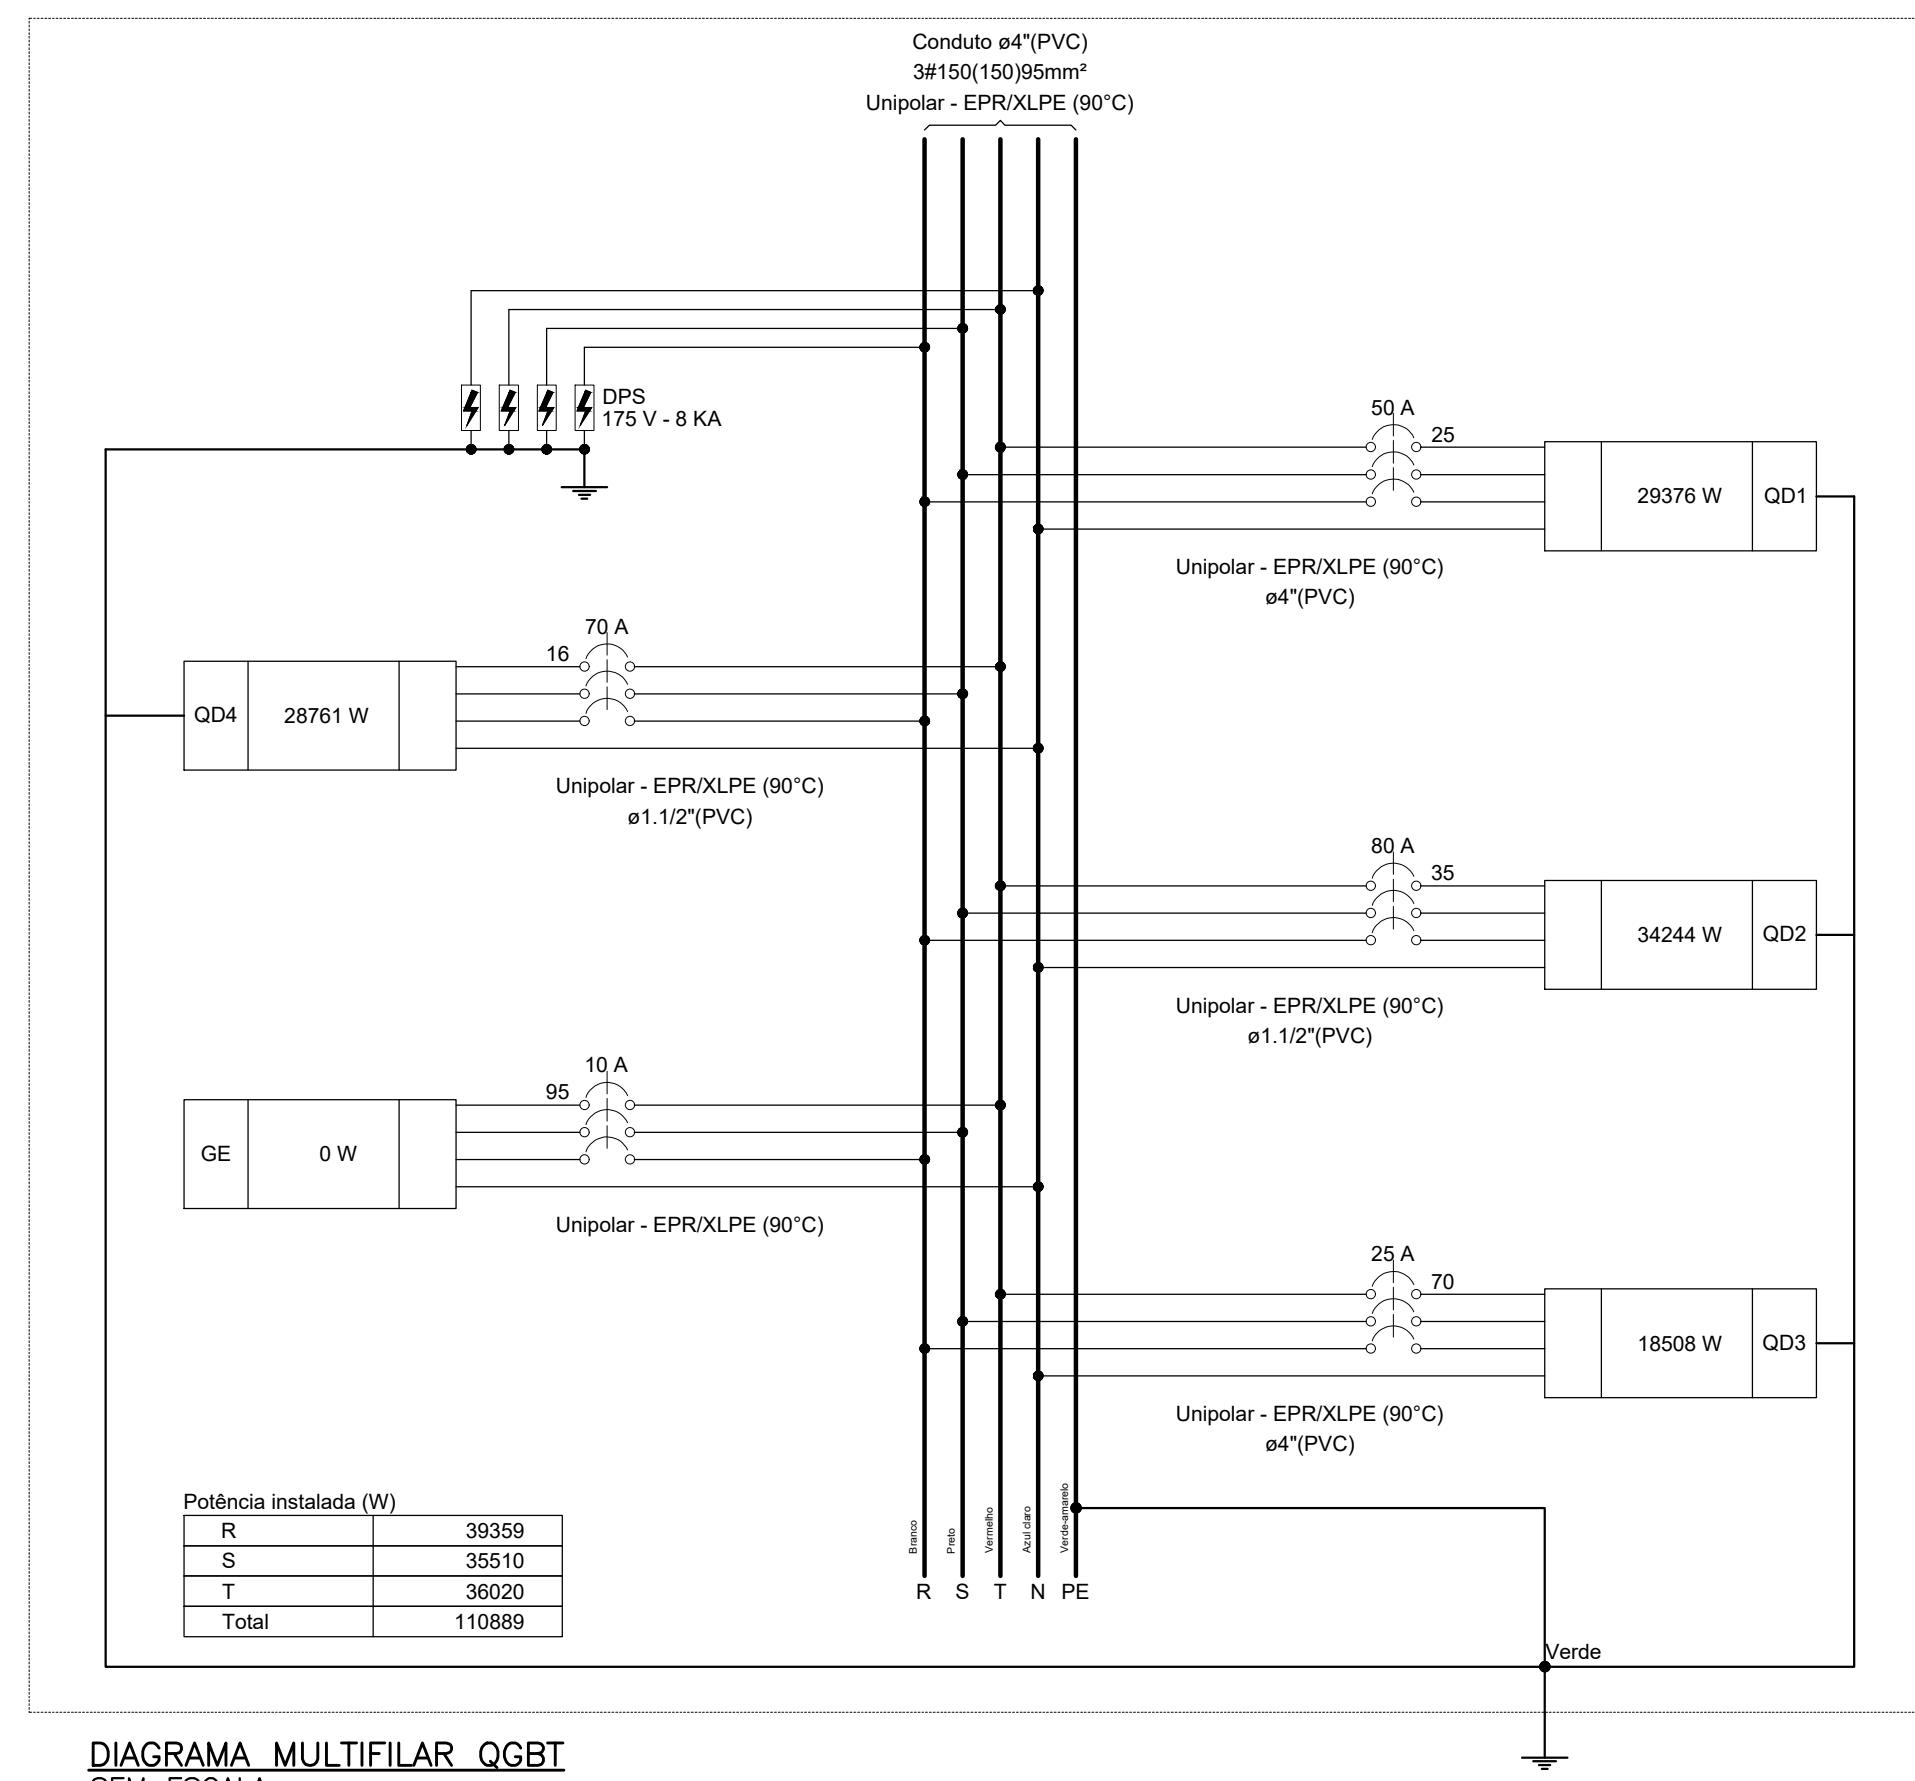 Conduto ø4"(PVC)
3#150(150)95mm²
Unipolar - EPR/XLPE (90°C)
DPS
175 V - 8 KA
50 A
25
29376 W
QD1
Unipolar - EPR/XLPE (90°C)
ø4"(PVC)
70 A
16
QD4
28761 W
Unipolar - EPR/XLPE (90°C)
ø1.1/2"(PVC)
80 A
35
34244 W
QD2
Unipolar - EPR/XLPE (90°C)
ø1.1/2"(PVC)
10 A
95
GE
0 W
Unipolar - EPR/XLPE (90°C)
25 A
70
18508 W
QD3
Unipolar - EPR/XLPE (90°C)
ø4"(PVC)
Potência instalada (W)
R 39359
S 35510
T 36020
Total 110889
Branco
Preto
Vermelho
Azul claro
Verde-amarelo
R S T N PE
Verde
DIAGRAMA MULTIFILAR QGBT
SEM ESCALA